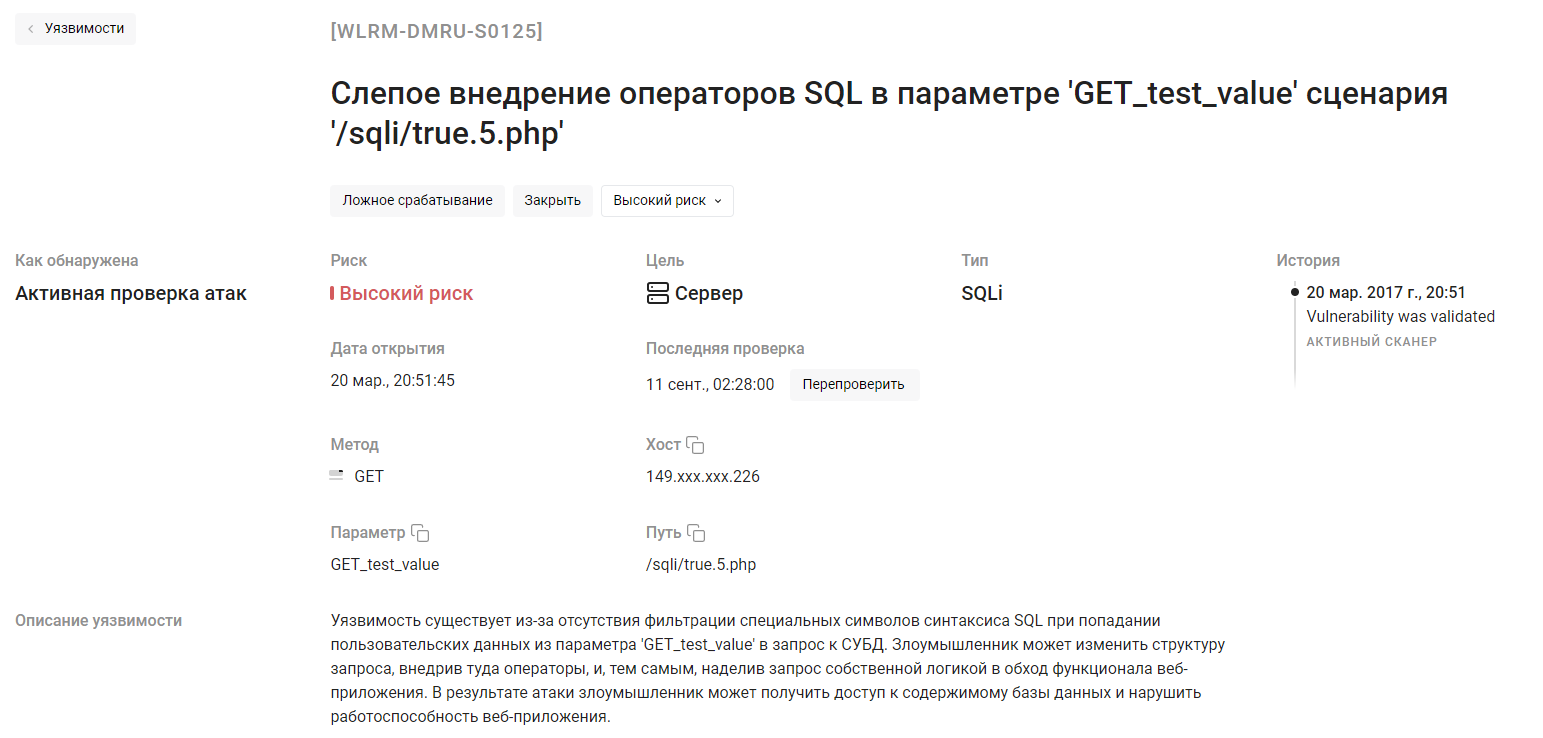 Уязвимости
[WLRM-DMRU-S0125]
Слепое внедрение операторов SQL в параметре 'GET_test_value' сценария
'/sqli/true.5.php'
Ложное срабатывание
Закрыть
Высокий риск
Как обнаружена
Активная проверка атак
Риск
Высокий риск
Цель
Сервер
Тип
SQLi
История
20 мар. 2017 г., 20:51
Vulnerability was validated
АКТИВНЫЙ СКАНЕР
Дата открытия
20 мар., 20:51:45
Последняя проверка
11 сент., 02:28:00
Перепроверить
Метод
GET
Хост
149.xxx.xxx.226
Параметр
GET_test_value
Путь
/sqli/true.5.php
Описание уязвимости
Уязвимость существует из-за отсутствия фильтрации специальных символов синтаксиса SQL при попадании
пользовательских данных из параметра 'GET_test_value' в запрос к СУБД. Злоумышленник может изменить структуру
запроса, внедрив туда операторы, и, тем самым, наделив запрос собственной логикой в обход функционала веб-
приложения. В результате атаки злоумышленник может получить доступ к содержимому базы данных и нарушить
работоспособность веб-приложения.